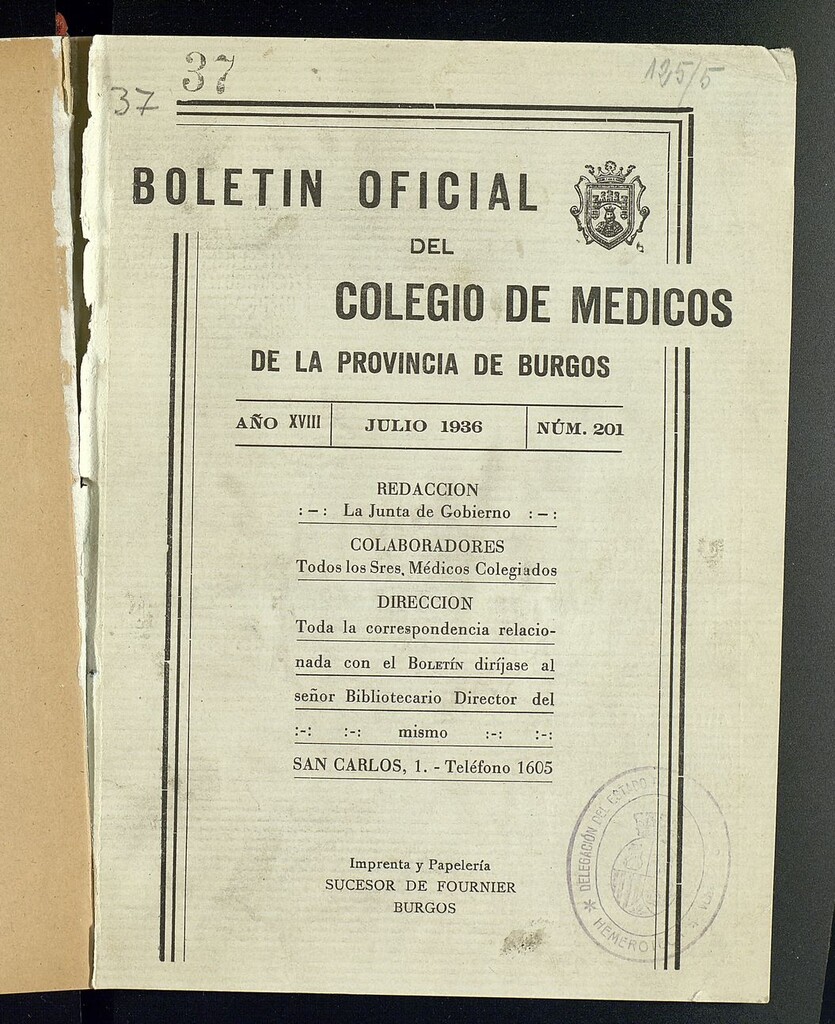 37
37
125/5
BOLETIN OFICIAL
DEL
COLEGIO DE MEDICOS
DE LA PROVINCIA DE BURGOS
AÑO XVIII JULIO 1936 NÚM. 201
REDACCION
:-: La Junta de Gobierno :-:
COLABORADORES
Todos los Sres. Médicos Colegiados
DIRECCION
Toda la correspondencia relacio-
nada con el BOLETÍN diríjase al
señor Bibliotecario Director del
:-: :-: mismo :-: :-:
SAN CARLOS, 1. - Teléfono 1605
Imprenta y Papelería
SUCESOR DE FOURNIER
BURGOS
* DELEGACIÓN DEL ESTADO